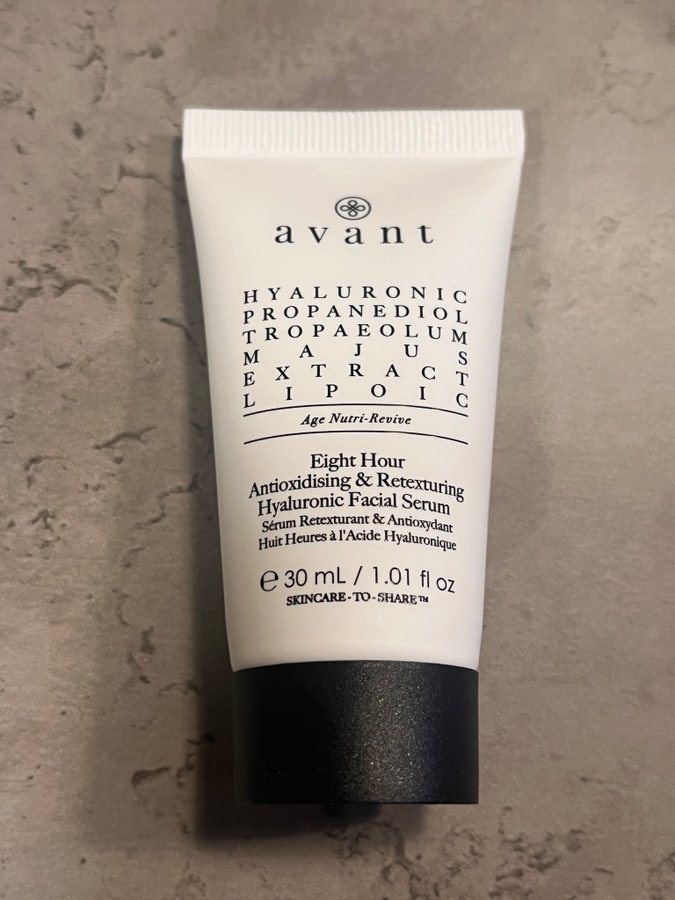 avant
HYALURONIC
PROPANEDIOL
TROPAEOLUM
MAJUS
EXTRACT
LIPOIC
Age Nutri-Revive
Eight Hour
Antioxidising & Retexturing
Hyaluronic Facial Serum
Sérum Retexturant & Antioxydant
Huit Heures à l'Acide Hyaluronique
℮ 30 mL / 1.01 fl oz
SKINCARE-TO-SHARE™